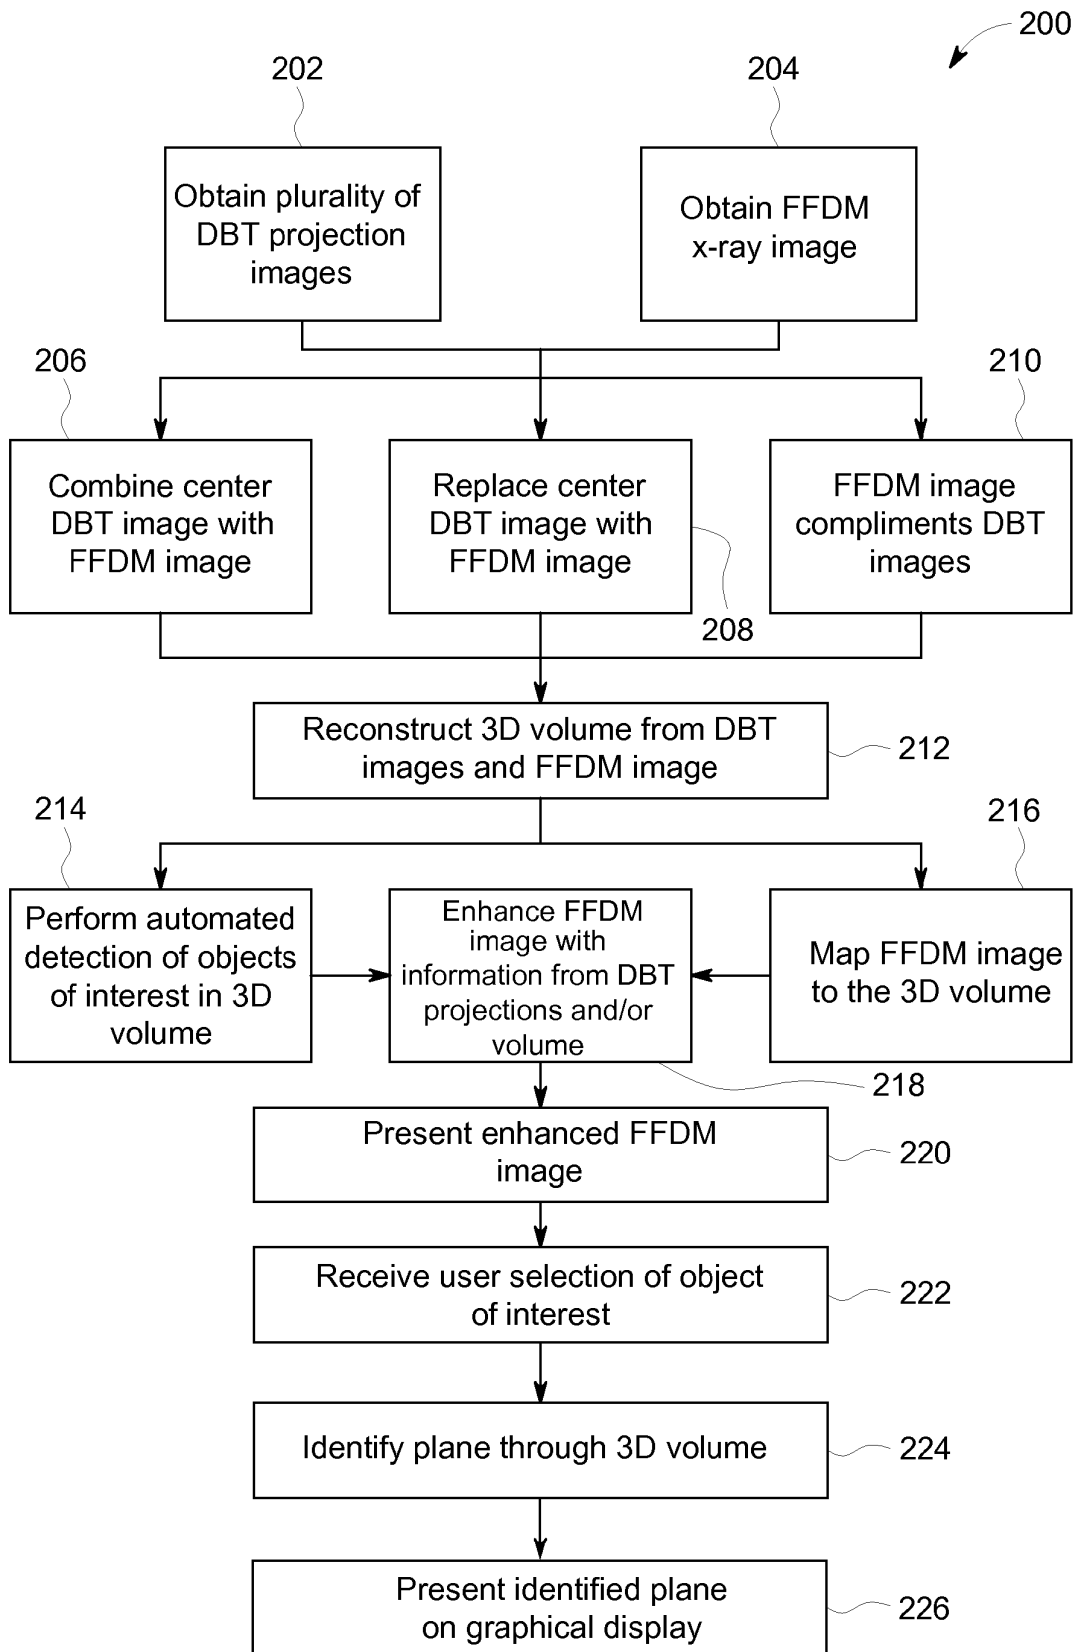 200
202
204
Obtain plurality of
DBT projection
images
Obtain FFDM
x-ray image
206
210
Combine center
DBT image with
FFDM image
Replace center
DBT image with
FFDM image
FFDM image
compliments DBT
images
208
Reconstruct 3D volume from DBT
images and FFDM image
212
214
216
Perform automated
detection of objects
of interest in 3D
volume
Enhance FFDM
image with
information from DBT
projections and/or
volume
Map FFDM image
to the 3D volume
218
Present enhanced FFDM
image
220
Receive user selection of object
of interest
222
Identify plane through 3D volume
224
Present identified plane
on graphical display
226